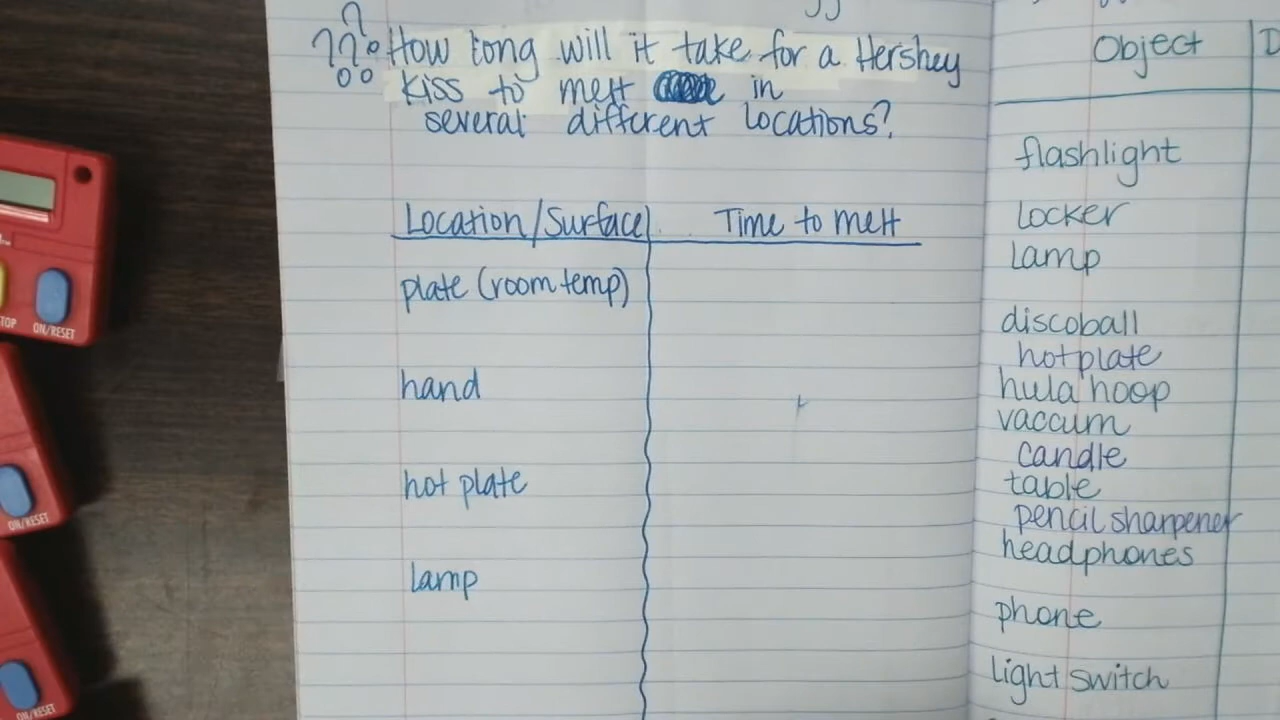 ???
How long will it take for a Hershey
kiss to melt in
several different locations?
Location/Surface Time to melt
plate (room temp)
hand
hot plate
lamp
Object D
flashlight
Locker
Lamp
discoball
hotplate
hula hoop
vaccum
candle
table
pencil sharpener
headphones
phone
light switch
ON/RESET
TOP
ON/RESET
ON/RESET